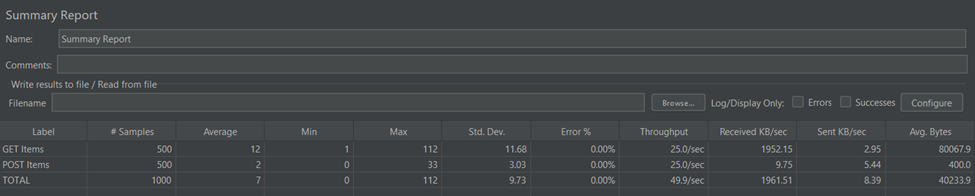 Summary Report
Name: Summary Report
Comments:
Write results to file / Read from file
Filename Browse... Log/Display Only: Errors Successes Configure
Label # Samples Average Min Max Std. Dev. Error % Throughput Received KB/sec Sent KB/sec Avg. Bytes
GET Items 500 12 1 112 11.68 0.00% 25.0/sec 1952.15 2.95 80067.9
POST Items 500 2 0 33 3.03 0.00% 25.0/sec 9.75 5.44 400.0
TOTAL 1000 7 0 112 9.73 0.00% 49.9/sec 1961.51 8.39 40233.9